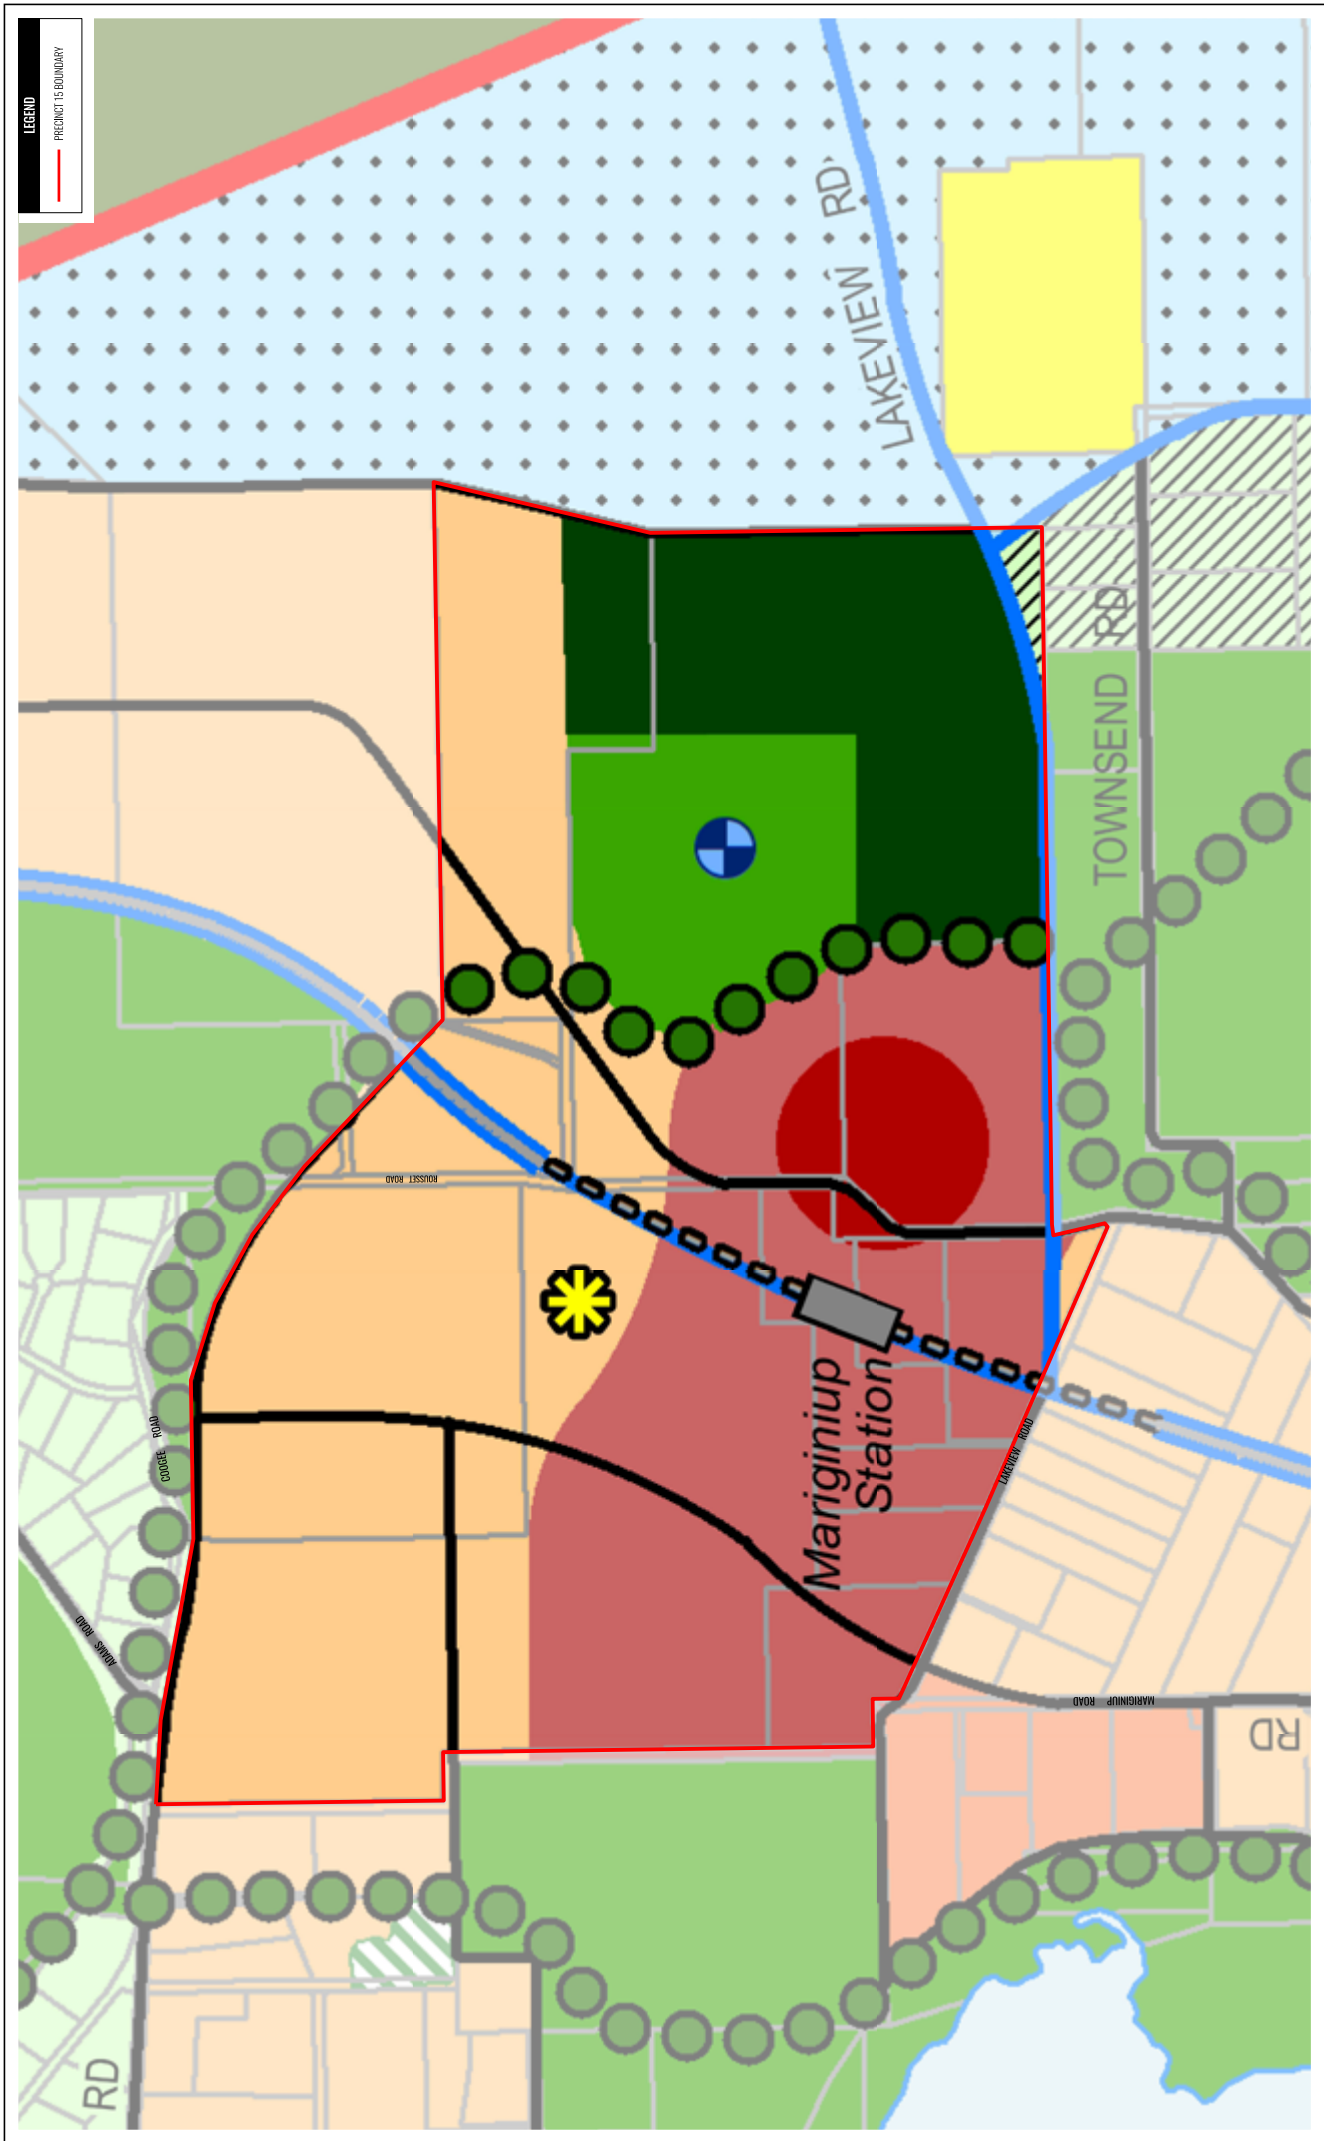 LEGEND
PRECINCT 15 BOUNDARY
LAKEVIEW RD
TOWNSEND RD
ROUSSET ROAD
Mariginiup
Station
COOGEE ROAD
LAKEVIEW ROAD
ADAMS ROAD
MARIGINIUP ROAD
RD
RD